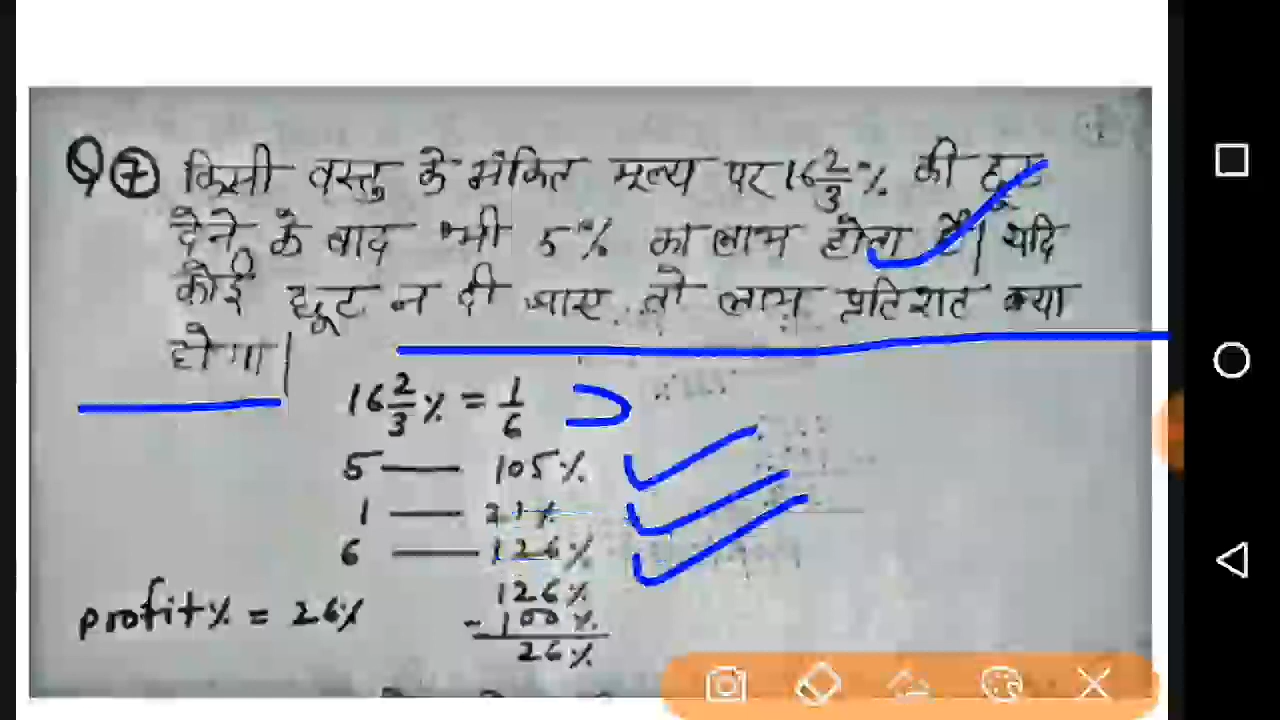 Q ⑦ किसी वस्तु के अंकित मूल्य पर 16 2/3 % की छूट
देने के बाद भी 5% का लाभ होता है। यदि
कोई छूट न दी जाए तो लाभ प्रतिशत क्या
होगा।
16 2/3 % = 1/6
5 — 105%
1 — 21%
6 — 126%
126%
profit% = 26% - 100%
26%